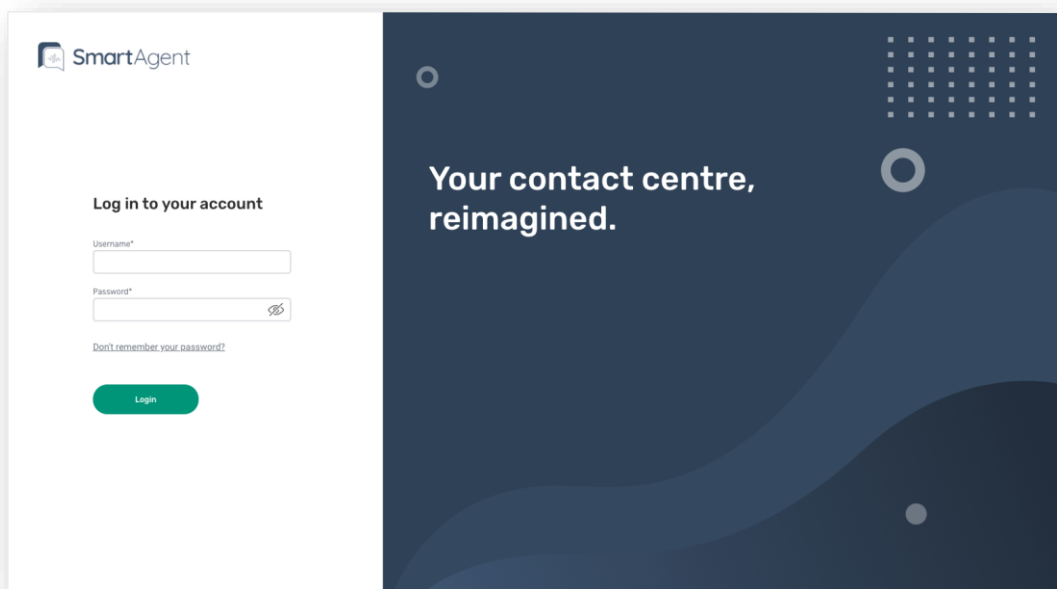 SmartAgent
Log in to your account
Username*
Password*
Don't remember your password?
Login
Your contact centre,
reimagined.